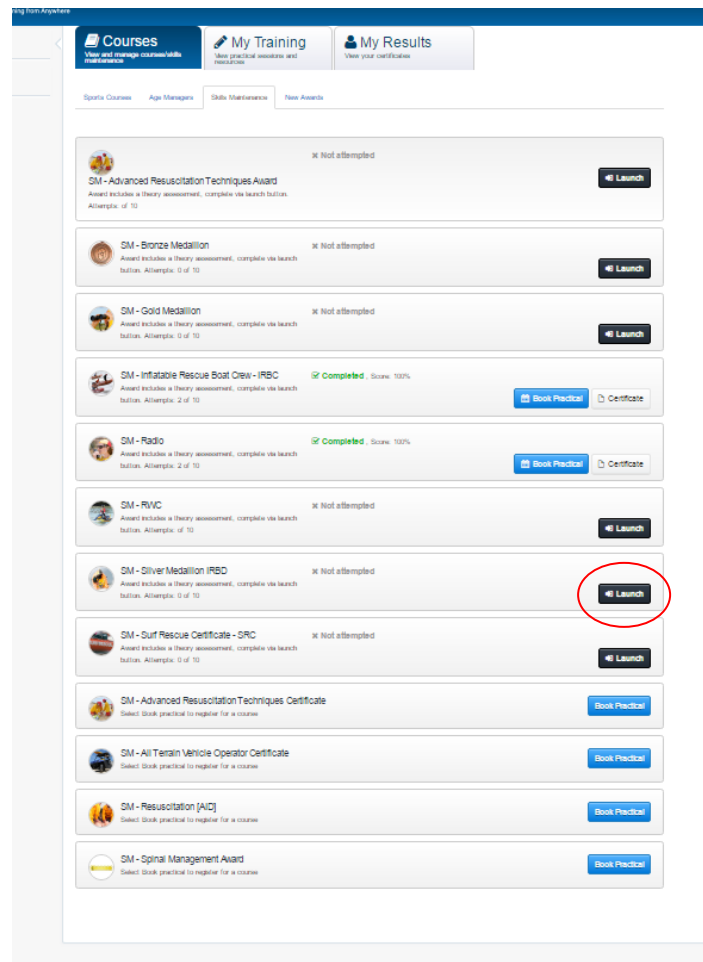 ning from Anywhere
Courses
View and manage courses/skills
maintenance
My Training
View practical sessions and
resources
My Results
View your certificates
Sports Courses Age Managers Skills Maintenance New Awards
Not attempted
SM - Advanced Resuscitation Techniques Award
Award includes a theory assessment, complete via launch button.
Attempts: of 10
Launch
SM - Bronze Medallion
Not attempted
Award includes a theory assessment, complete via launch
button. Attempts: 0 of 10
Launch
SM - Gold Medallion
Not attempted
Award includes a theory assessment, complete via launch
button. Attempts: 0 of 10
Launch
SM - Inflatable Rescue Boat Crew - IRBC
Completed , Score: 100%
Award includes a theory assessment, complete via launch
button. Attempts: 2 of 10
Book Practical Certificate
SM - Radio
Completed , Score: 100%
Award includes a theory assessment, complete via launch
button. Attempts: 2 of 10
Book Practical Certificate
SM - RWC
Not attempted
Award includes a theory assessment, complete via launch
button. Attempts: of 10
Launch
SM - Silver Medallion IRBD
Not attempted
Award includes a theory assessment, complete via launch
button. Attempts: 0 of 10
Launch
SM - Surf Rescue Certificate - SRC
Not attempted
Award includes a theory assessment, complete via launch
button. Attempts: 0 of 10
Launch
SM - Advanced Resuscitation Techniques Certificate
Select Book practical to register for a course
Book Practical
SM - All Terrain Vehicle Operator Certificate
Select Book practical to register for a course
Book Practical
SM - Resuscitation [AID]
Select Book practical to register for a course
Book Practical
SM - Spinal Management Award
Select Book practical to register for a course
Book Practical